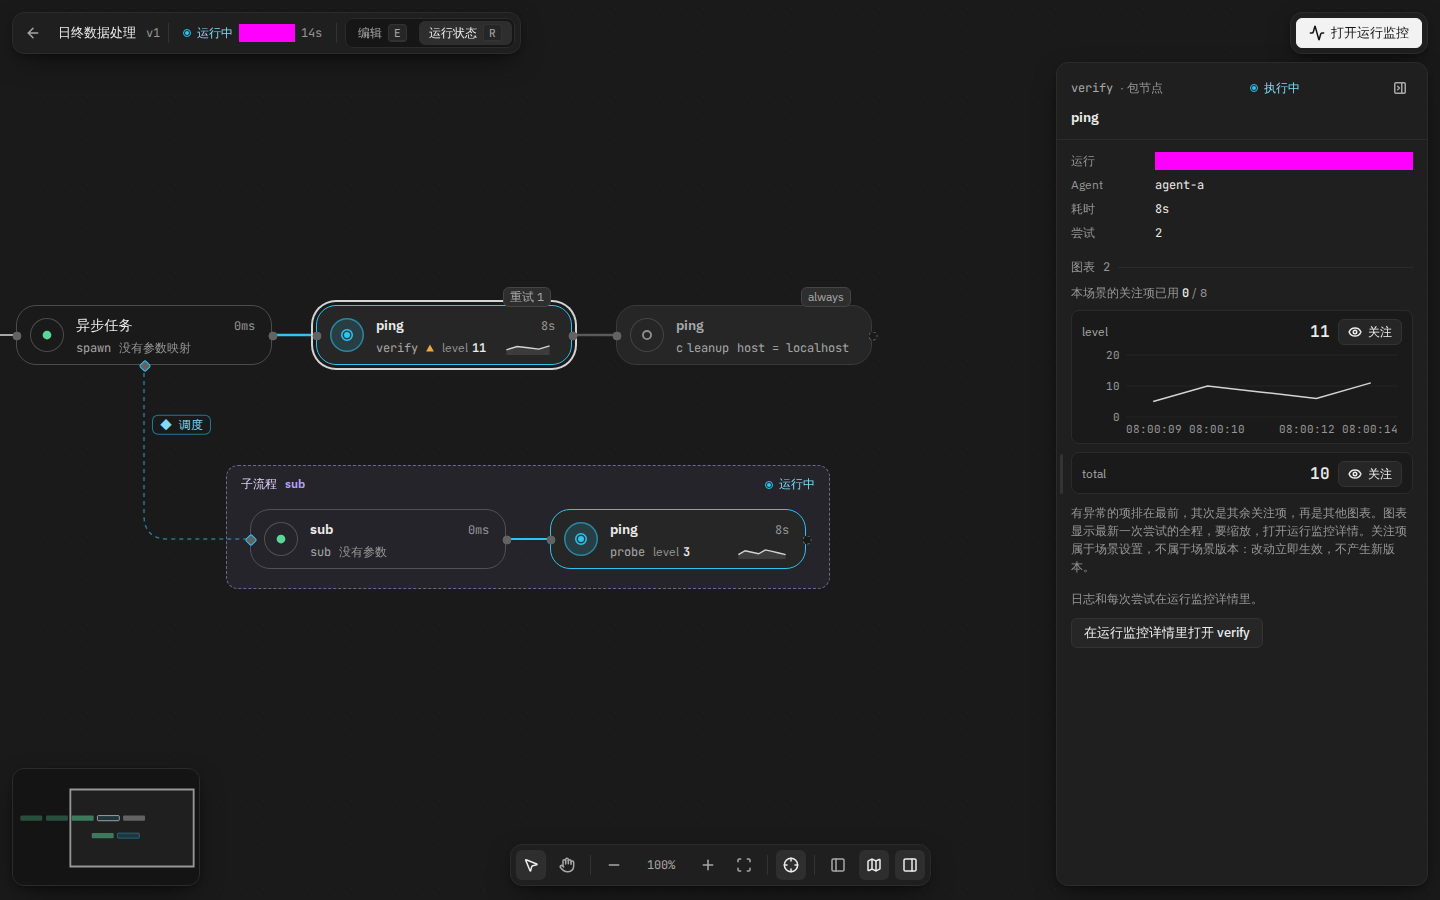 日终数据处理 v1 运行中 14s 编辑 E 运行状态 R
打开运行监控
verify · 包节点 执行中
ping
运行
Agent agent-a
耗时 8s
尝试 2
图表 2
本场景的关注项已用 0 / 8
level 11 关注
20
10
0
08:00:09 08:00:10 08:00:12 08:00:14
total 10 关注
有异常的项排在最前，其次是其余关注项，再是其他图表。图表
显示最新一次尝试的全程，要缩放，打开运行监控详情。关注项
属于场景设置，不属于场景版本：改动立即生效，不产生新版
本。
日志和每次尝试在运行监控详情里。
在运行监控详情里打开 verify
异步任务 0ms
spawn 没有参数映射
重试 1
ping 8s
verify level 11
always
ping
cleanup host = localhost
调度
子流程 sub 运行中
sub 0ms
sub 没有参数
ping 8s
probe level 3
100%